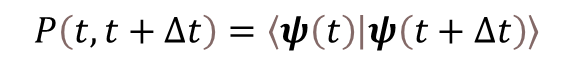 P(t, t + Δt) = ⟨𝝍(t)|𝝍(t + Δt)⟩